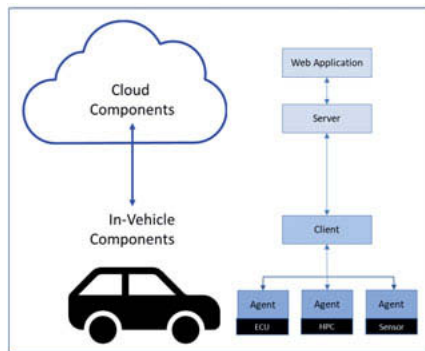 Cloud
Components
In-Vehicle
Components
Web Application
Server
Client
Agent
ECU
Agent
HPC
Agent
Sensor